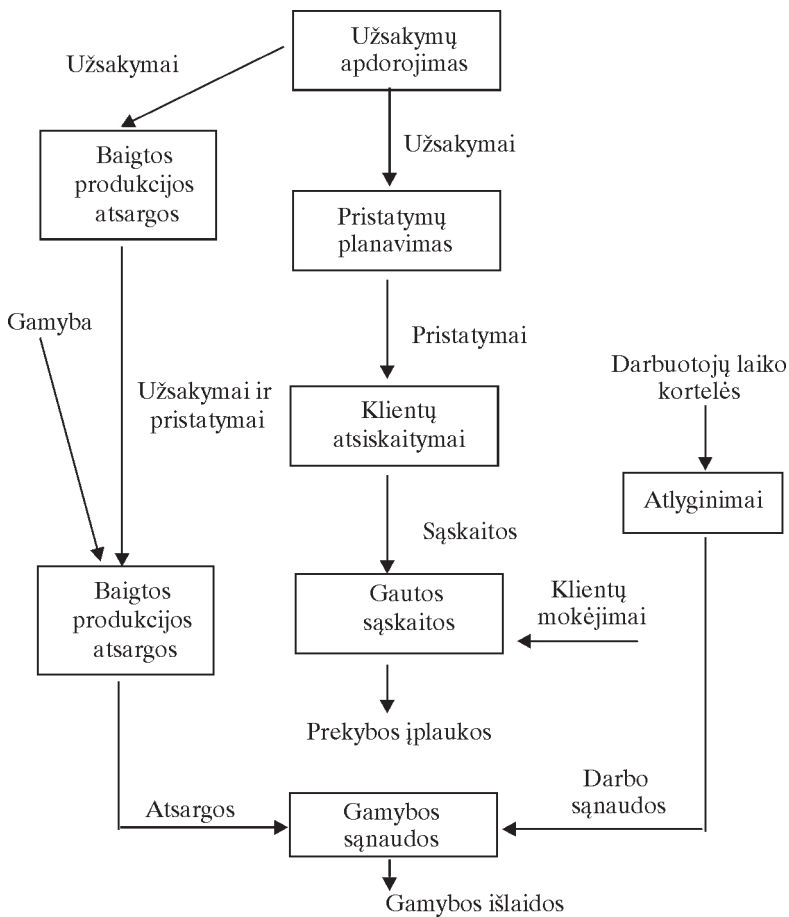 Užsakymų
apdorojimas
Užsakymai
Užsakymai
Baigtos
produkcijos
atsargos
Pristatymų
planavimas
Gamyba
Pristatymai
Užsakymai ir
pristatymai
Darbuotojų laiko
kortelės
Klientų
atsiskaitymai
Atlyginimai
Sąskaitos
Baigtos
produkcijos
atsargos
Gautos
sąskaitos
Klientų
mokėjimai
Prekybos įplaukos
Atsargos
Gamybos
sąnaudos
Darbo
sąnaudos
Gamybos išlaidos